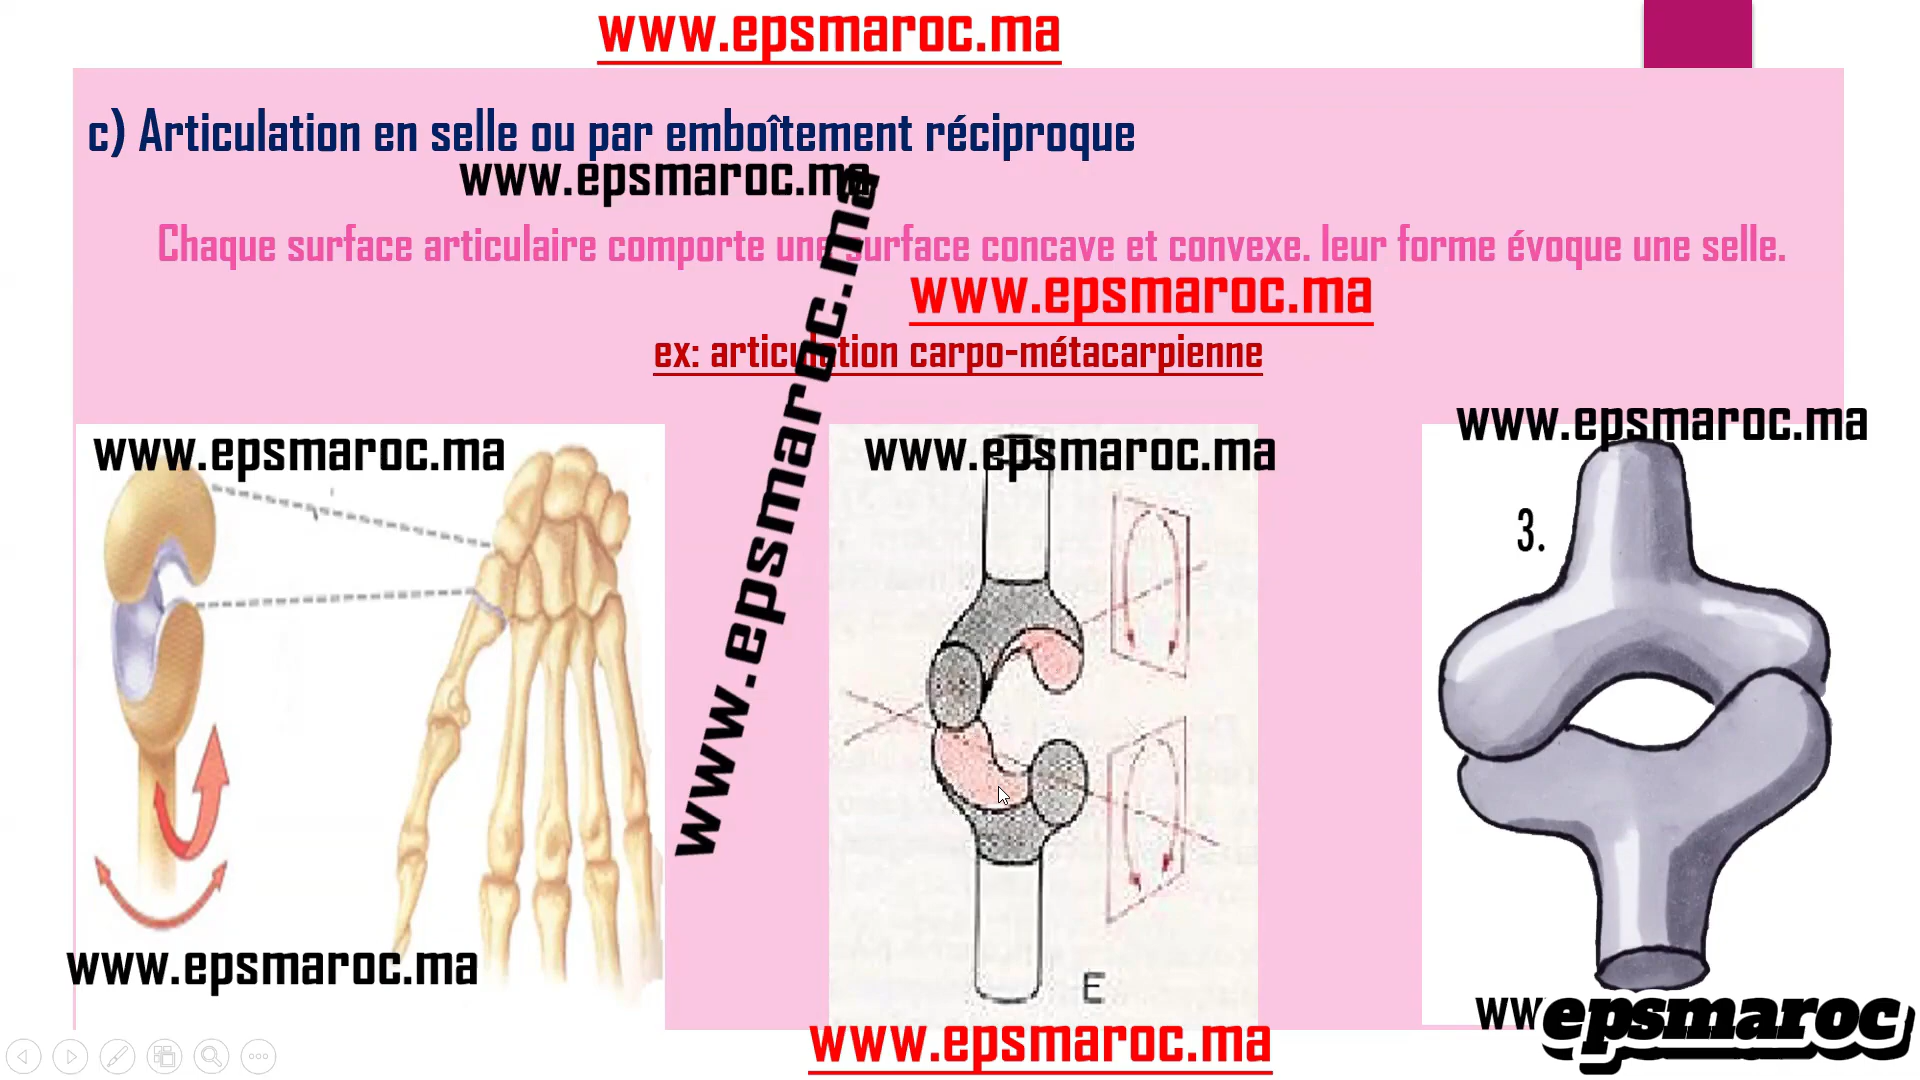 www.epsmaroc.ma
c) Articulation en selle ou par emboîtement réciproque
www.epsmaroc.ma
Chaque surface articulaire comporte une surface concave et convexe. leur forme évoque une selle.
www.epsmaroc.ma
ex: articulation carpo-métacarpienne
www.epsmaroc.ma
www.epsmaroc.ma
www.epsmaroc.ma
www.epsmaroc.ma
3.
www.epsmaroc.ma
E
ww
epsmaroc
www.epsmaroc.ma